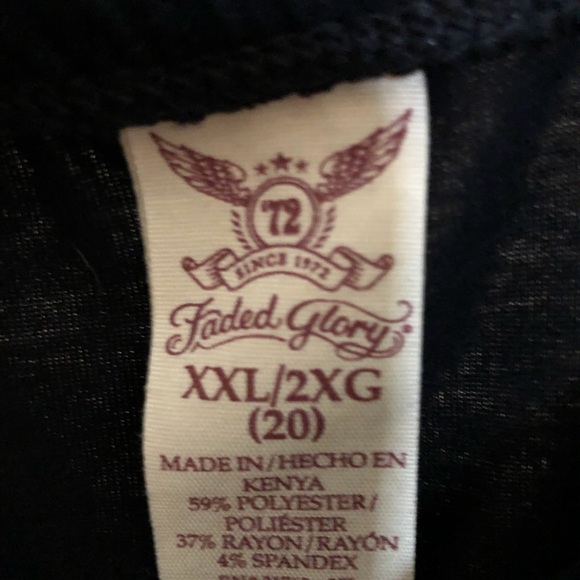 '72
SINCE 1972
Faded Glory®
XXL/2XG
(20)
MADE IN/HECHO EN
KENYA
59% POLYESTER/
POLIÉSTER
37% RAYON/RAYÓN
4% SPANDEX